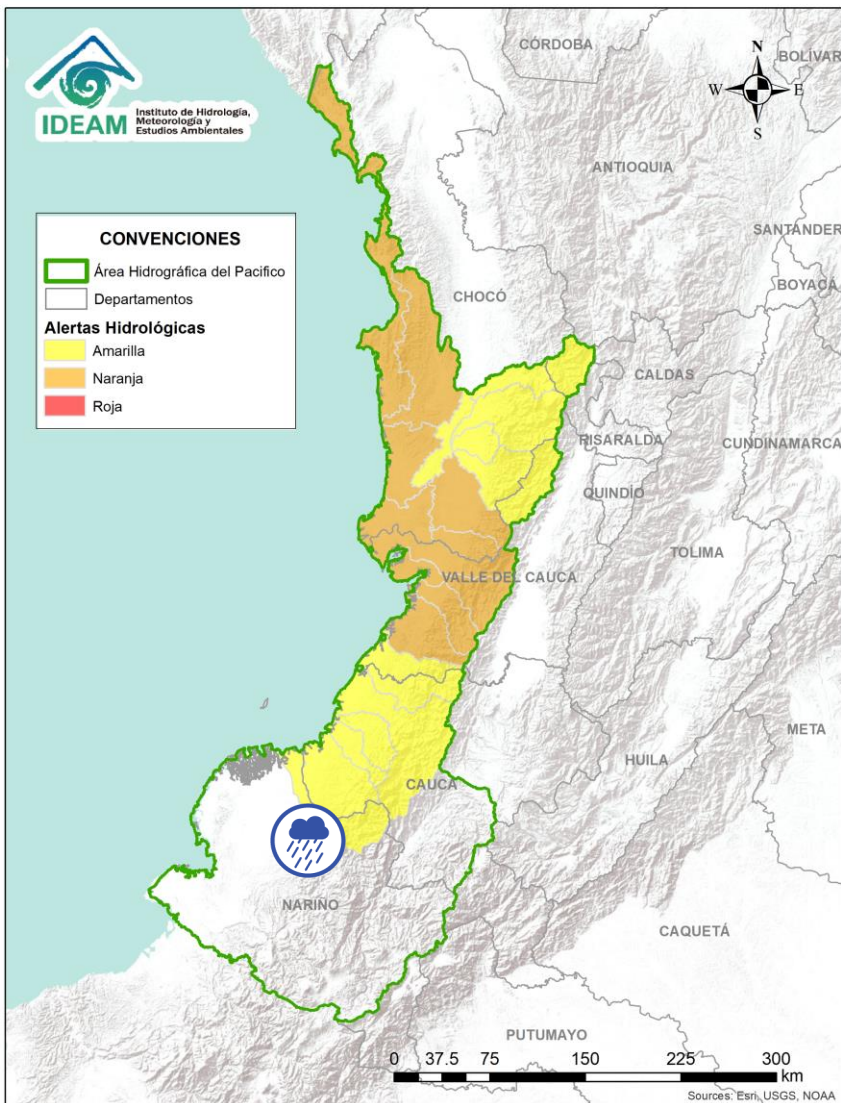 IDEAM
Instituto de Hidrología,
Meteorología y
Estudios Ambientales
N
W
E
S
CÓRDOBA
BOLÍVAR
ANTIOQUIA
SANTANDER
BOYACÁ
CHOCÓ
CONVENCIONES
Área Hidrográfica del Pacifico
Departamentos
Alertas Hidrológicas
Amarilla
Naranja
Roja
CALDAS
RISARALDA
CUNDINAMARCA
QUINDÍO
TOLIMA
VALLE DEL CAUCA
META
HUILA
CAUCA
NARIÑO
CAQUETÁ
PUTUMAYO
0 37.5 75 150 225 300
km
Sources: Esri, USGS, NOAA